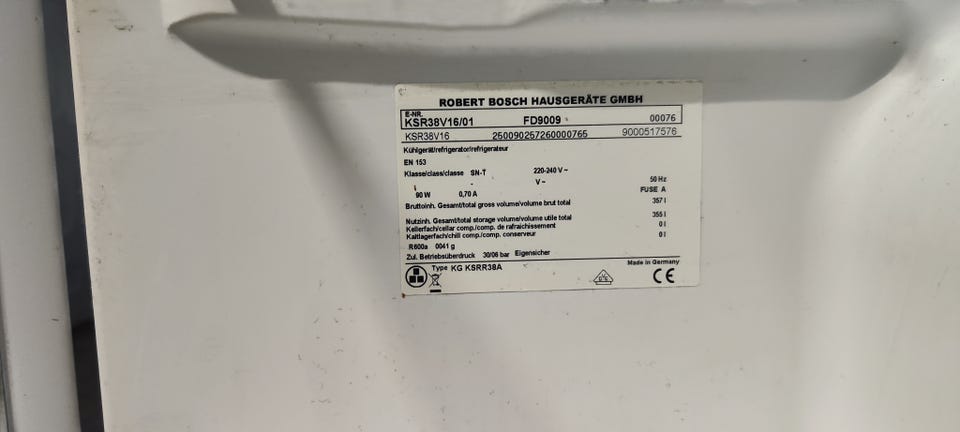 ROBERT BOSCH HAUSGERÄTE GMBH
E-NR.
KSR38V16/01 FD9009 00076
KSR38V16 250090257260000765 9000517576
Kühlgerät/refrigerator/refrigerateur
EN 153
Klasse/class/classe SN-T 220-240 V ~
- V ~ 50 Hz
90 W 0,70 A FUSE A
Bruttoinh. Gesamt/total gross volume/volume brut total 357 l
Nutzinh. Gesamt/total storage volume/volume utile total 355 l
Kellerfach/cellar comp./comp. de rafraichissement 0 l
Kaltlagerfach/chill comp./comp. conserveur 0 l
R600a 0041 g
Zul. Betriebsüberdruck 30/06 bar Eigensicher
Type KG KSRR38A Made in Germany
CE